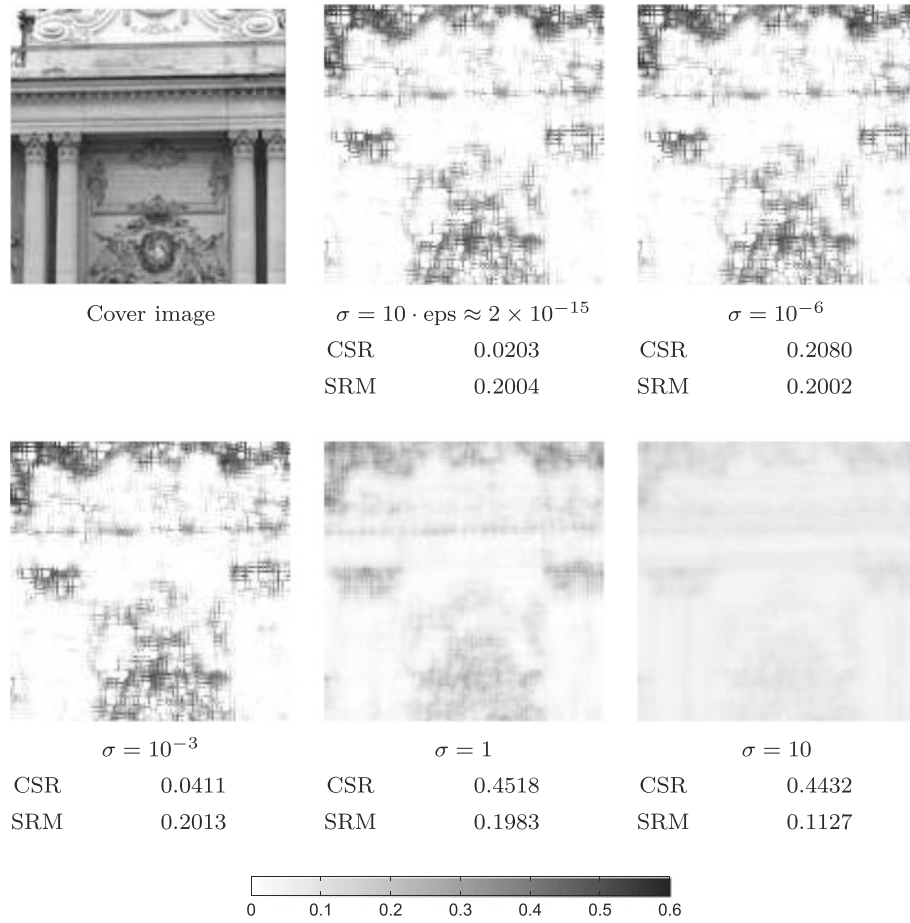 Cover image
σ = 10 · eps ≈ 2 × 10⁻¹⁵
σ = 10⁻⁶
CSR 0.0203
CSR 0.2080
SRM 0.2004
SRM 0.2002
σ = 10⁻³
σ = 1
σ = 10
CSR 0.0411
CSR 0.4518
CSR 0.4432
SRM 0.2013
SRM 0.1983
SRM 0.1127
0 0.1 0.2 0.3 0.4 0.5 0.6